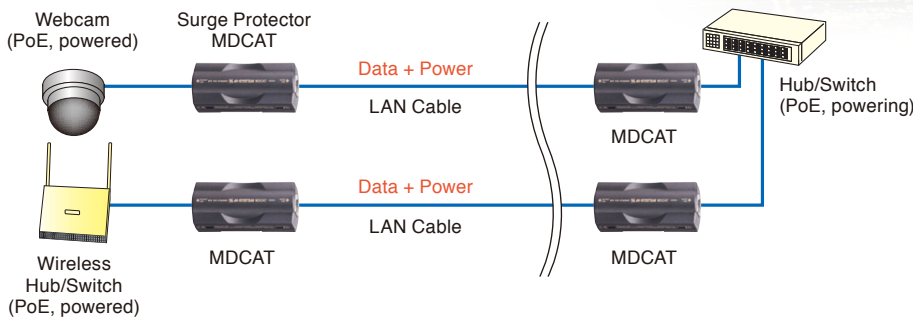 Webcam
(PoE, powered)
Surge Protector
MDCAT
Data + Power
LAN Cable
MDCAT
Hub/Switch
(PoE, powering)
Data + Power
LAN Cable
MDCAT
MDCAT
Wireless
Hub/Switch
(PoE, powered)